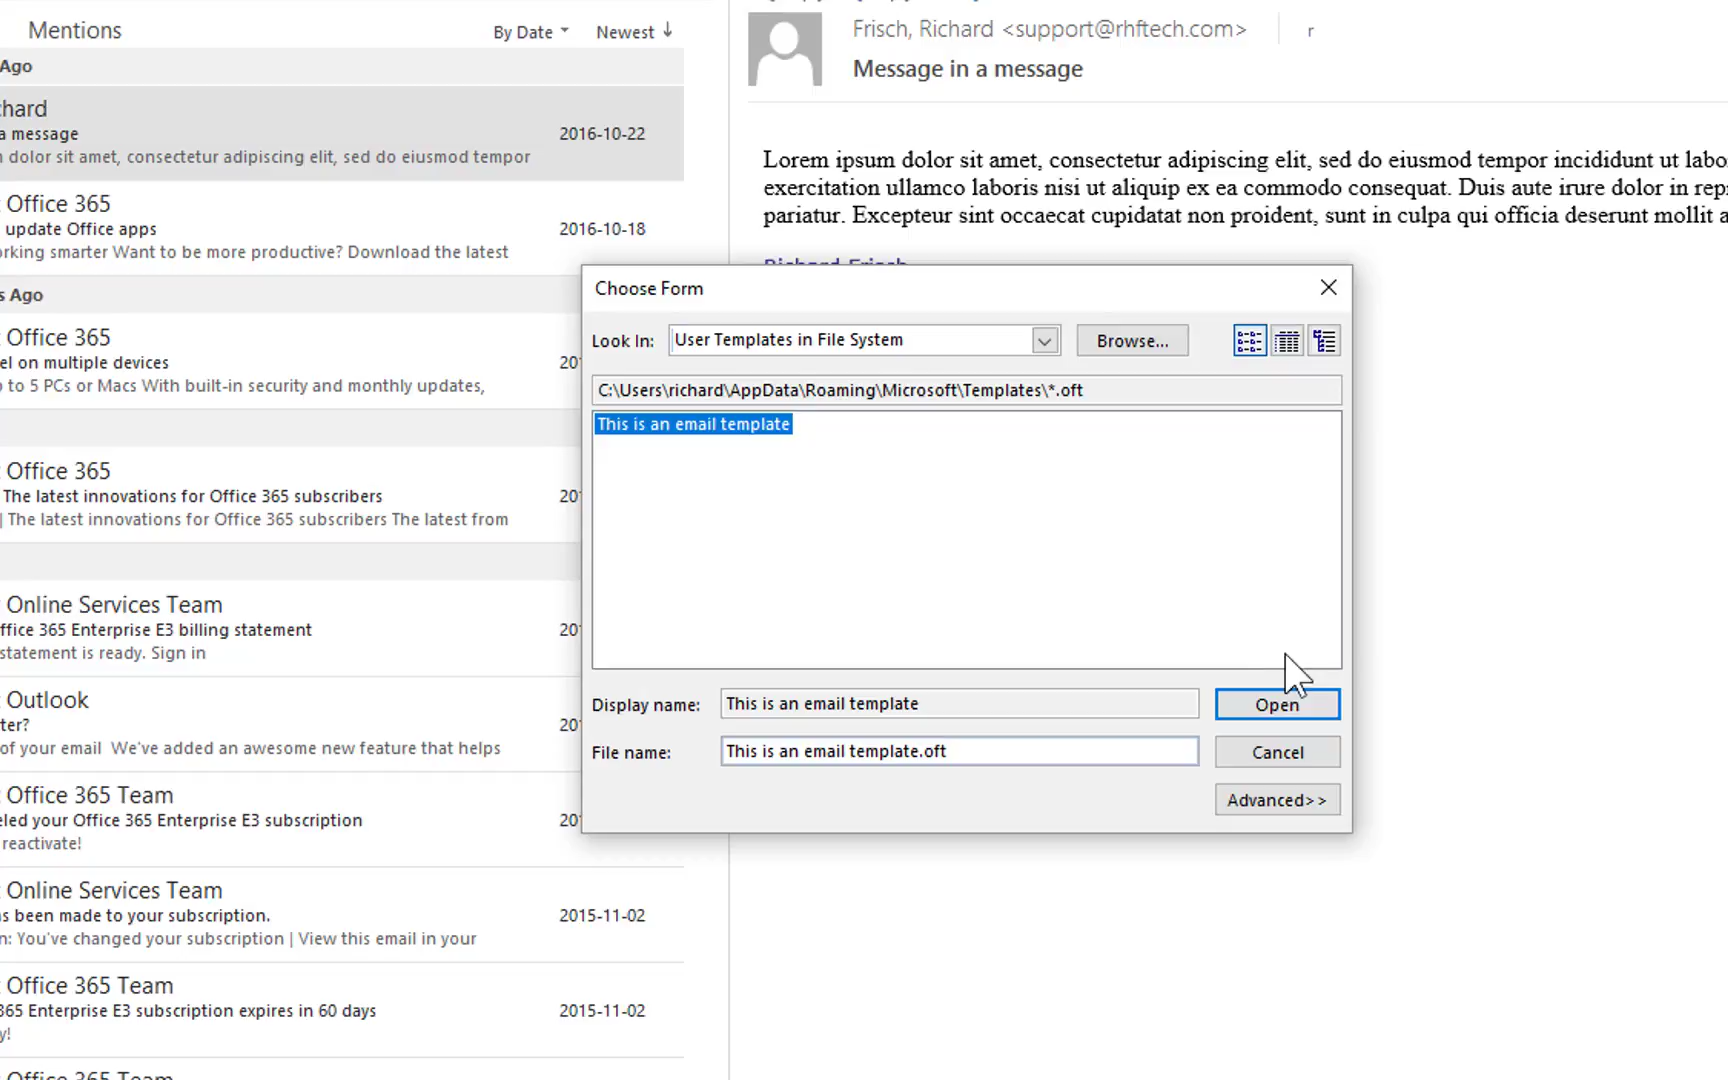 Mentions
By Date
Newest
Ago
hard
a message
2016-10-22
dolor sit amet, consectetur adipiscing elit, sed do eiusmod tempor
Office 365
update Office apps
2016-10-18
rking smarter Want to be more productive? Download the latest
s Ago
Office 365
el on multiple devices
20
to 5 PCs or Macs With built-in security and monthly updates,
Office 365
The latest innovations for Office 365 subscribers
20
| The latest innovations for Office 365 subscribers The latest from
Online Services Team
ffice 365 Enterprise E3 billing statement
20
statement is ready. Sign in
Outlook
ter?
20
of your email We've added an awesome new feature that helps
Office 365 Team
eled your Office 365 Enterprise E3 subscription
20
reactivate!
Online Services Team
s been made to your subscription.
2015-11-02
n: You've changed your subscription | View this email in your
Office 365 Team
365 Enterprise E3 subscription expires in 60 days
2015-11-02
y!
Office 365 Team
Frisch, Richard <support@rhftech.com>
r
Message in a message
Lorem ipsum dolor sit amet, consectetur adipiscing elit, sed do eiusmod tempor incididunt ut labo
exercitation ullamco laboris nisi ut aliquip ex ea commodo consequat. Duis aute irure dolor in rep
pariatur. Excepteur sint occaecat cupidatat non proident, sunt in culpa qui officia deserunt mollit a
Richard Frisch
Choose Form
Look In:
User Templates in File System
Browse...
C:\Users\richard\AppData\Roaming\Microsoft\Templates\*.oft
This is an email template
Display name:
This is an email template
Open
File name:
This is an email template.oft
Cancel
Advanced>>